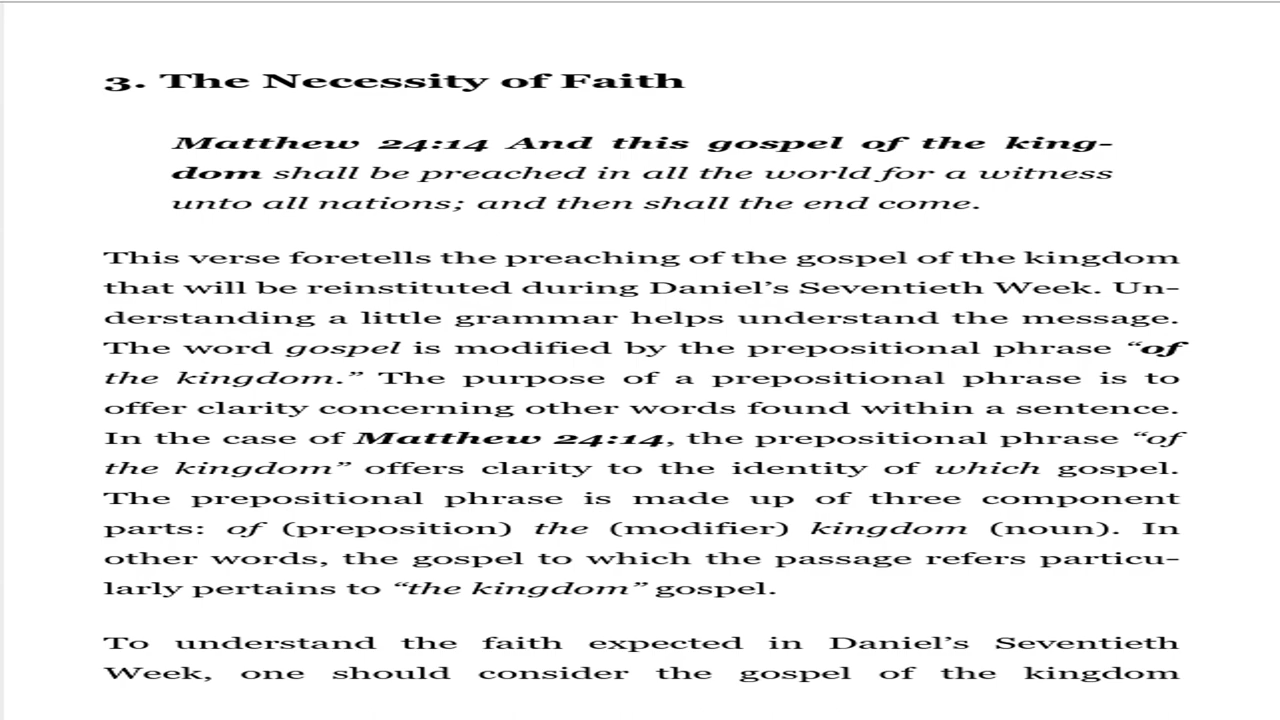 3. The Necessity of Faith
Matthew 24:14 And this gospel of the king-
dom shall be preached in all the world for a witness
unto all nations; and then shall the end come.
This verse foretells the preaching of the gospel of the kingdom
that will be reinstituted during Daniel’s Seventieth Week. Un-
derstanding a little grammar helps understand the message.
The word gospel is modified by the prepositional phrase “of
the kingdom.” The purpose of a prepositional phrase is to
offer clarity concerning other words found within a sentence.
In the case of Matthew 24:14, the prepositional phrase “of
the kingdom” offers clarity to the identity of which gospel.
The prepositional phrase is made up of three component
parts: of (preposition) the (modifier) kingdom (noun). In
other words, the gospel to which the passage refers particu-
larly pertains to “the kingdom” gospel.
To understand the faith expected in Daniel’s Seventieth
Week, one should consider the gospel of the kingdom